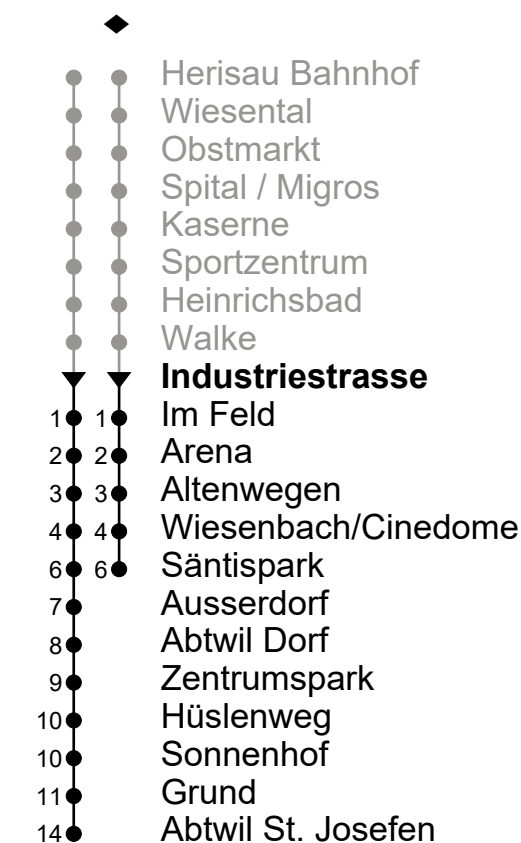 Herisau Bahnhof
Wiesental
Obstmarkt
Spital / Migros
Kaserne
Sportzentrum
Heinrichsbad
Walke
Industriestrasse
1 1 Im Feld
2 2 Arena
3 3 Altenwegen
4 4 Wiesenbach/Cinedome
6 6 Säntispark
7 Ausserdorf
8 Abtwil Dorf
9 Zentrumspark
10 Hüslenweg
10 Sonnenhof
11 Grund
14 Abtwil St. Josefen